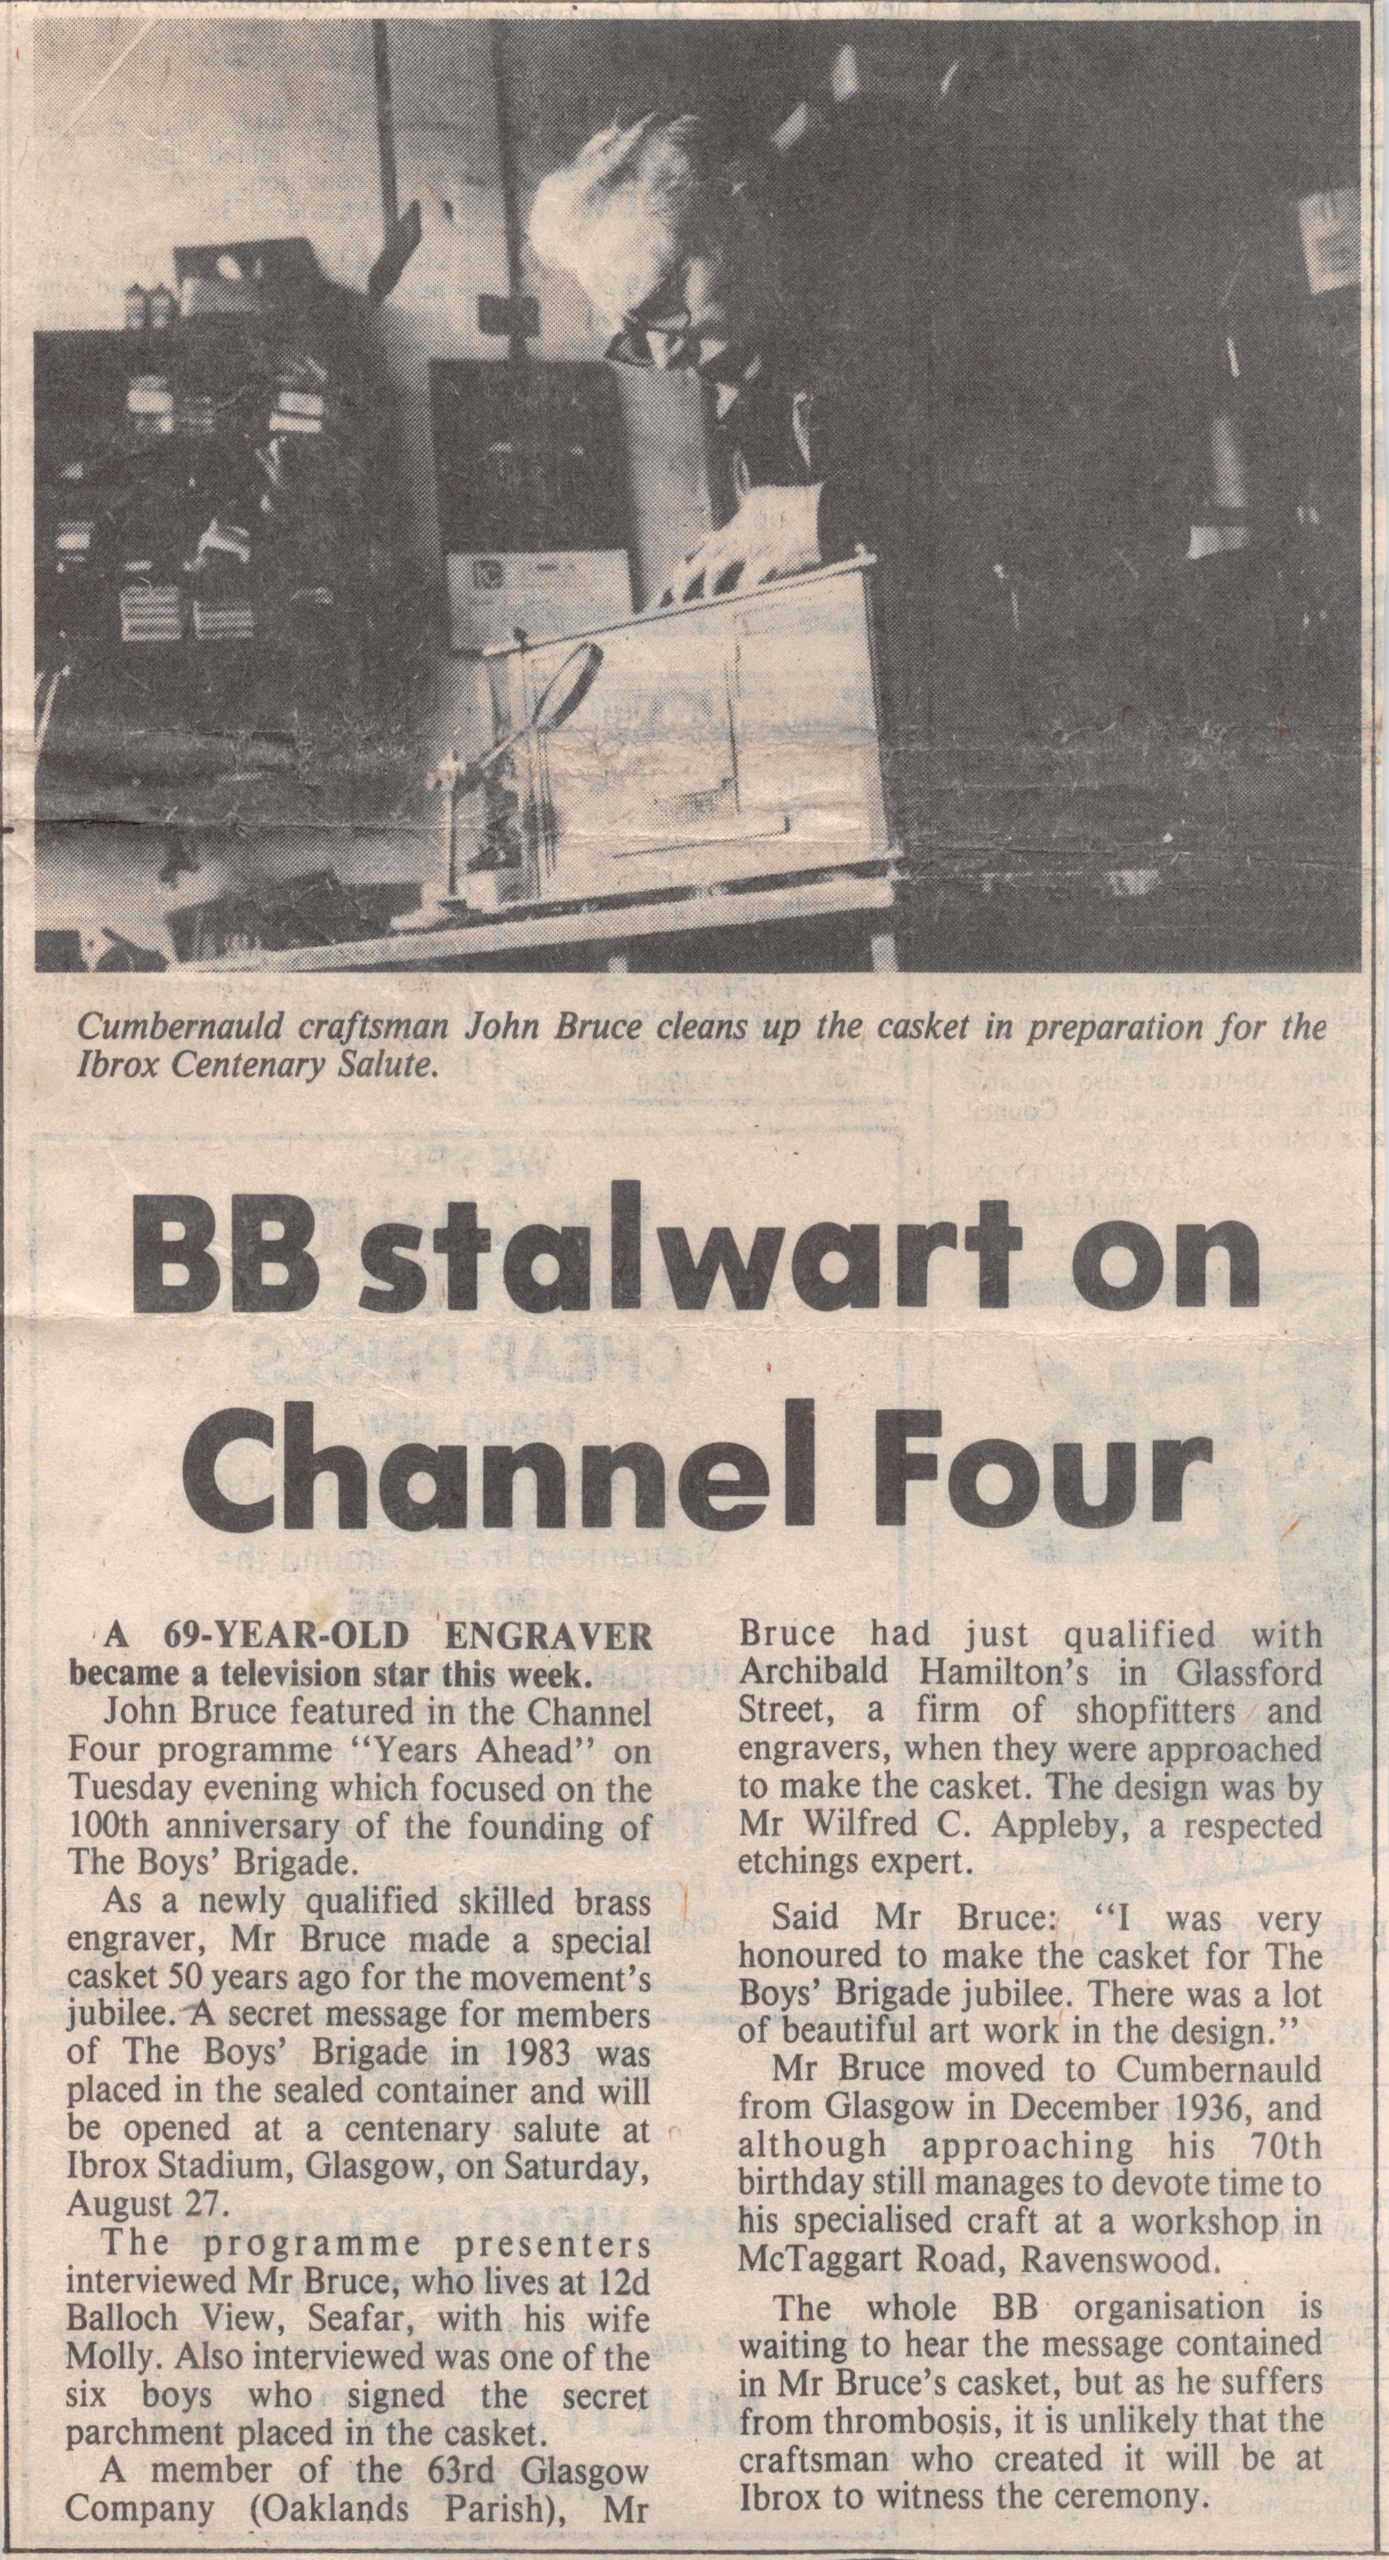 Cumbernauld craftsman John Bruce cleans up the casket in preparation for the
Ibrox Centenary Salute.
BB stalwart on
Channel Four
A 69-YEAR-OLD ENGRAVER
became a television star this week.
John Bruce featured in the Channel
Four programme “Years Ahead” on
Tuesday evening which focused on the
100th anniversary of the founding of
The Boys’ Brigade.
As a newly qualified skilled brass
engraver, Mr Bruce made a special
casket 50 years ago for the movement’s
jubilee. A secret message for members
of The Boys’ Brigade in 1983 was
placed in the sealed container and will
be opened at a centenary salute at
Ibrox Stadium, Glasgow, on Saturday,
August 27.
The programme presenters
interviewed Mr Bruce, who lives at 12d
Balloch View, Seafar, with his wife
Molly. Also interviewed was one of the
six boys who signed the secret
parchment placed in the casket.
A member of the 63rd Glasgow
Company (Oaklands Parish), Mr
Bruce had just qualified with
Archibald Hamilton’s in Glassford
Street, a firm of shopfitters and
engravers, when they were approached
to make the casket. The design was by
Mr Wilfred C. Appleby, a respected
etchings expert.
Said Mr Bruce: “I was very
honoured to make the casket for The
Boys’ Brigade jubilee. There was a lot
of beautiful art work in the design.”
Mr Bruce moved to Cumbernauld
from Glasgow in December 1936, and
although approaching his 70th
birthday still manages to devote time to
his specialised craft at a workshop in
McTaggart Road, Ravenswood.
The whole BB organisation is
waiting to hear the message contained
in Mr Bruce’s casket, but as he suffers
from thrombosis, it is unlikely that the
craftsman who created it will be at
Ibrox to witness the ceremony.